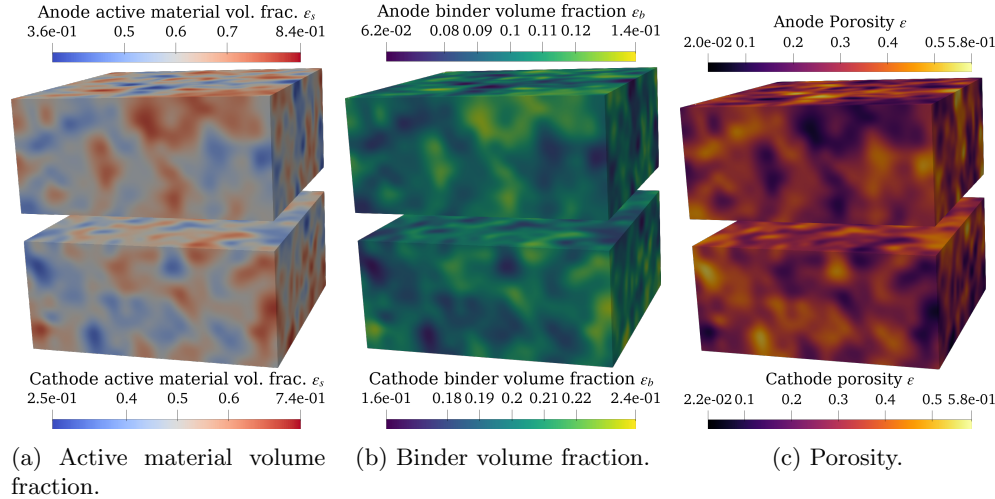 Anode active material vol. frac. εs
3.6e-01 0.5 0.6 0.7 8.4e-01
Anode binder volume fraction εb
6.2e-02 0.08 0.09 0.1 0.11 0.12 1.4e-01
Anode Porosity ε
2.0e-02 0.1 0.2 0.3 0.4 0.5 5.8e-01
Cathode active material vol. frac. εs
2.5e-01 0.4 0.5 0.6 7.4e-01
Cathode binder volume fraction εb
1.6e-01 0.18 0.19 0.2 0.21 0.22 2.4e-01
Cathode porosity ε
2.2e-02 0.1 0.2 0.3 0.4 0.5 5.8e-01
(a) Active material volume
fraction.
(b) Binder volume fraction.
(c) Porosity.